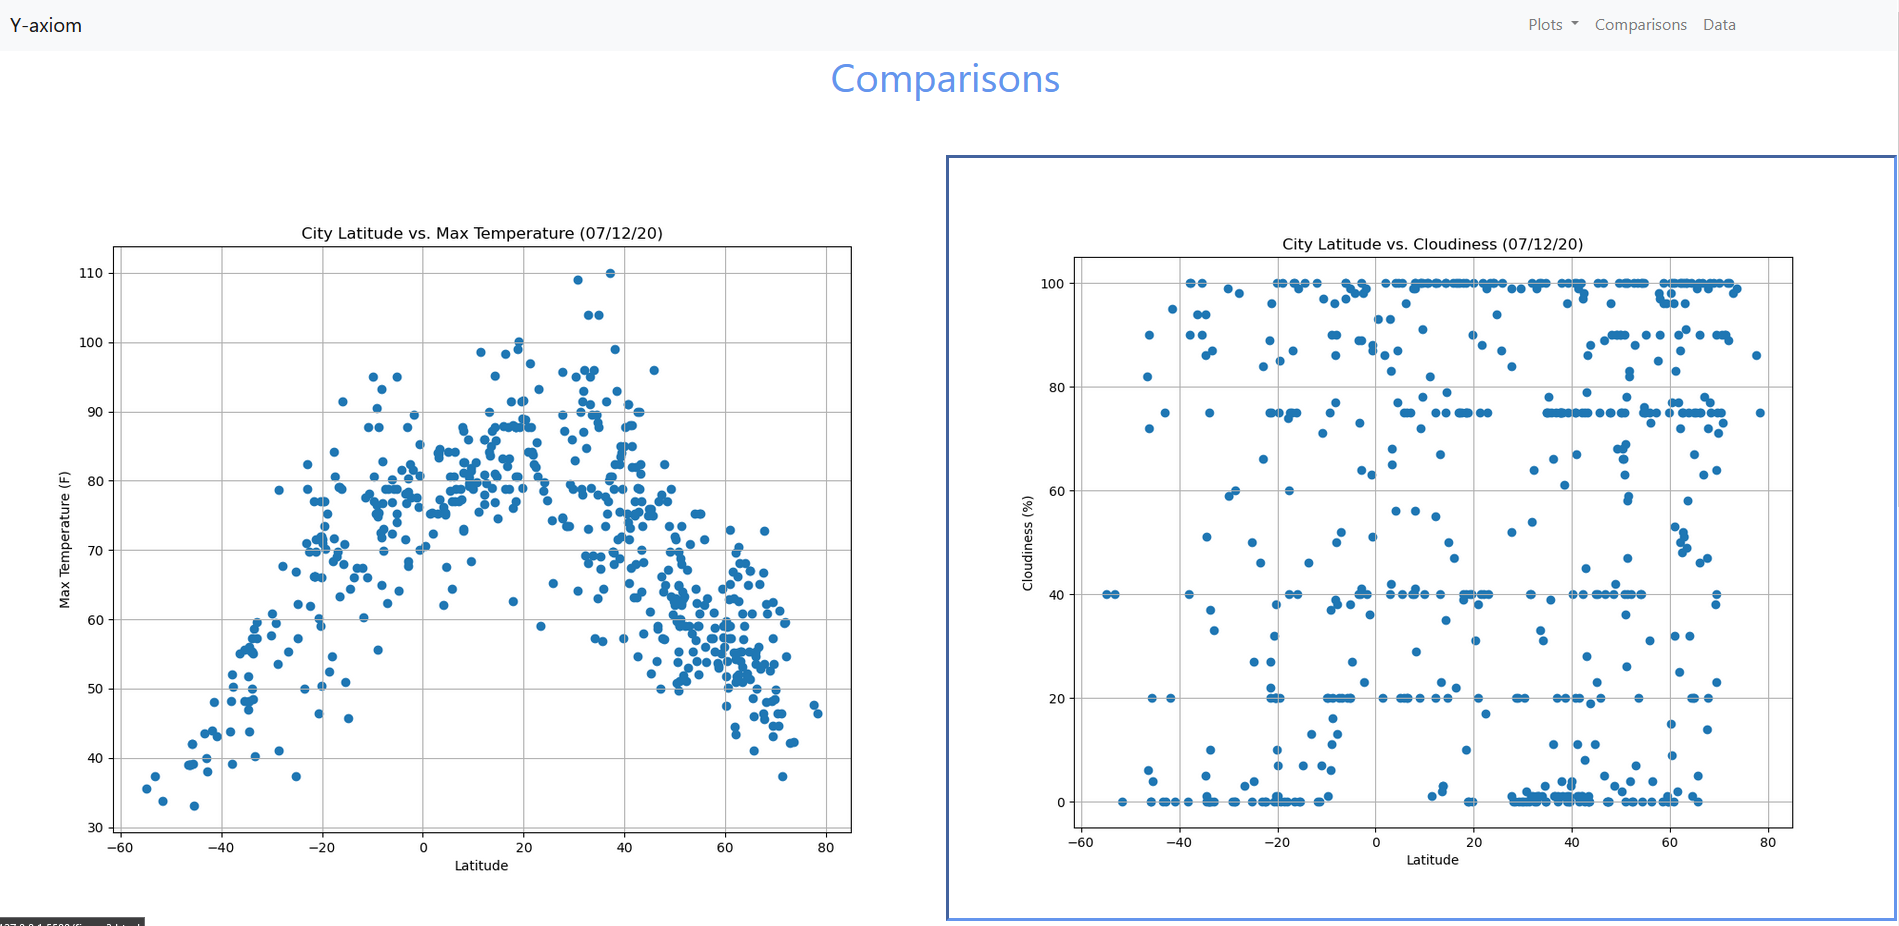 Y-axiom
Plots Comparisons Data
Comparisons
City Latitude vs. Max Temperature (07/12/20)
Max Temperature (F)
110
100
90
80
70
60
50
40
30
−60 −40 −20 0 20 40 60 80
Latitude
City Latitude vs. Cloudiness (07/12/20)
Cloudiness (%)
100
80
60
40
20
0
−60 −40 −20 0 20 40 60 80
Latitude